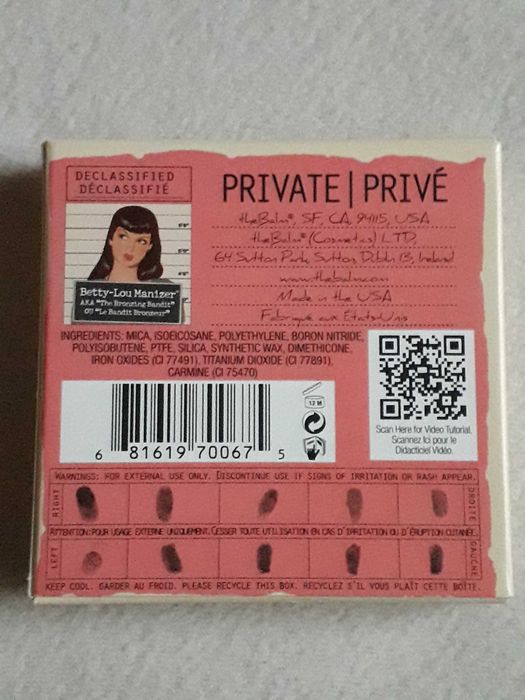 DECLASSIFIED
DÉCLASSIFIÉ
PRIVATE | PRIVÉ
theBalm®, SF, CA, 94115, USA
theBalm® (Cosmetics) LTD,
64 Sutton Park, Sutton, Dublin 13, Ireland
www.thebalm.com
Made in the USA
Fabriqué aux États-Unis
Betty-Lou Manizer
AKA "The Bronzing Bandit"
OU "Le Bandit Bronzeur"
INGREDIENTS: MICA, ISOEICOSANE, POLYETHYLENE, BORON NITRIDE,
POLYISOBUTENE, PTFE, SILICA, SYNTHETIC WAX, DIMETHICONE,
IRON OXIDES (CI 77491), TITANIUM DIOXIDE (CI 77891),
CARMINE (CI 75470)
12 M
6 81619 70067 5
Scan Here for Video Tutorial.
Scannez Ici pour le
Didacticiel Vidéo.
WARNINGS: FOR EXTERNAL USE ONLY. DISCONTINUE USE IF SIGNS OF IRRITATION OR RASH APPEAR.
RIGHT
DROITE
ATTENTION: POUR USAGE EXTERNE UNIQUEMENT. CESSER TOUTE UTILISATION EN CAS D'IRRITATION OU D'ÉRUPTION CUTANÉE.
LEFT
GAUCHE
KEEP COOL. GARDER AU FROID. PLEASE RECYCLE THIS BOX. RECYCLEZ S'IL VOUS PLAÎT CETTE BOÎTE.